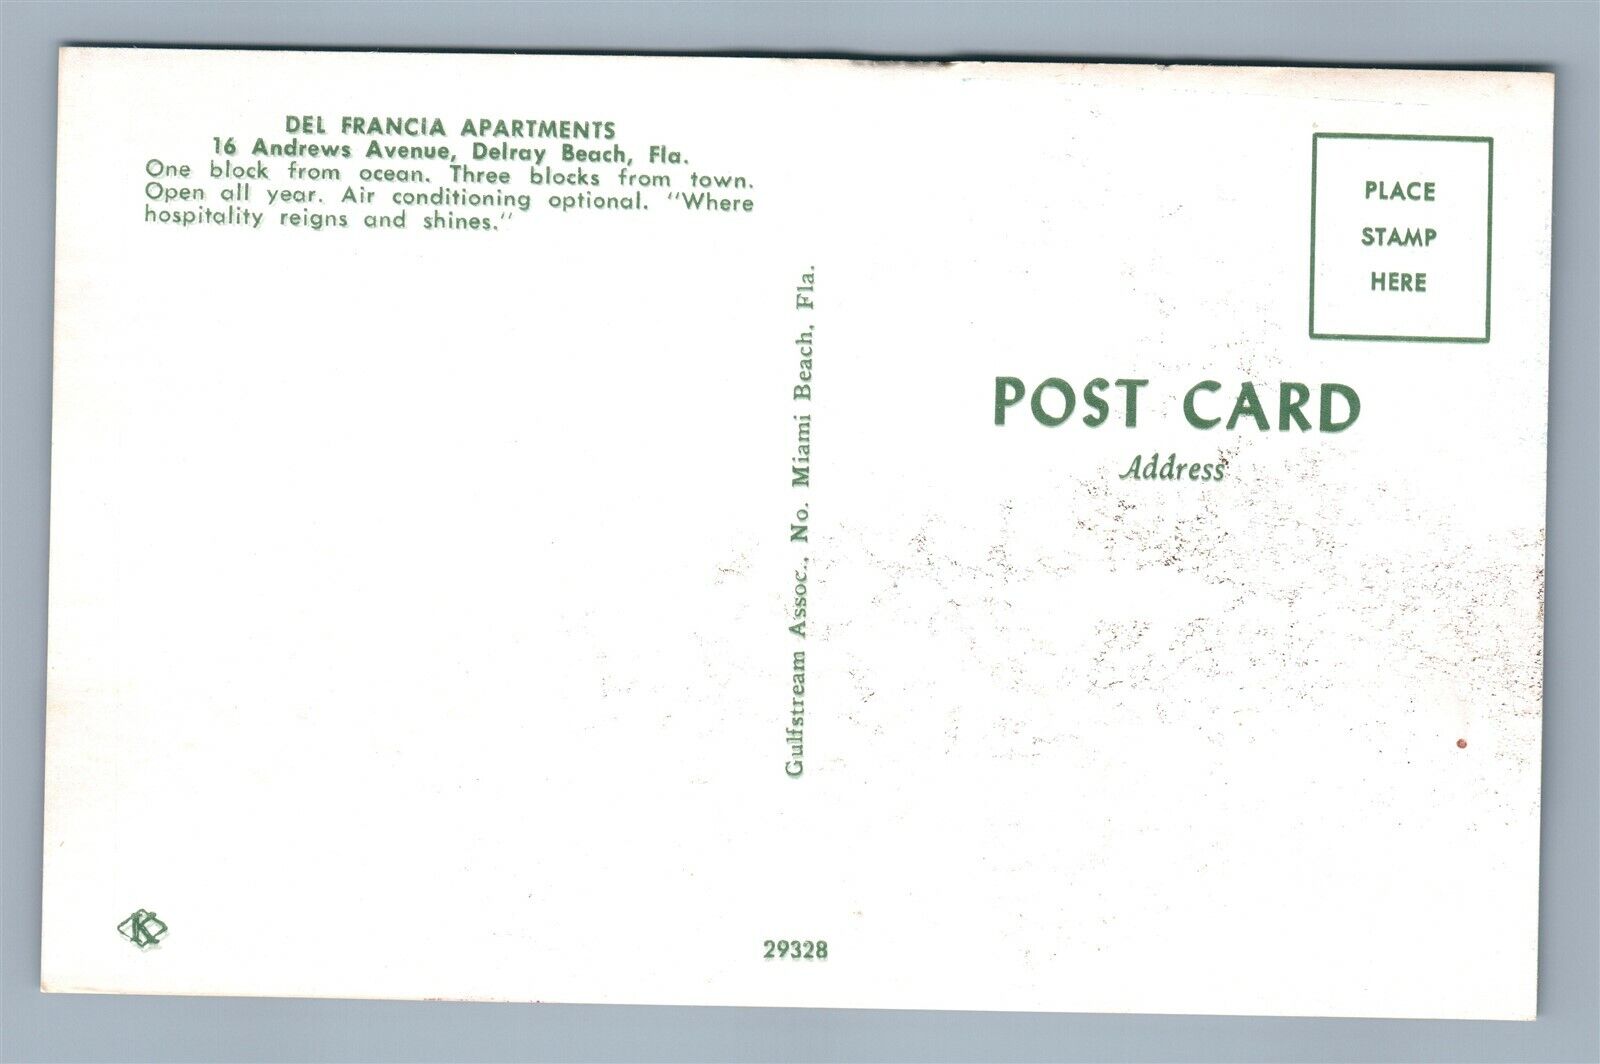 DEL FRANCIA APARTMENTS
16 Andrews Avenue, Delray Beach, Fla.
One block from ocean. Three blocks from town.
Open all year. Air conditioning optional. "Where
hospitality reigns and shines."
PLACE
STAMP
HERE
Gulfstream Assoc., No. Miami Beach, Fla.
POST CARD
Address
K
29328